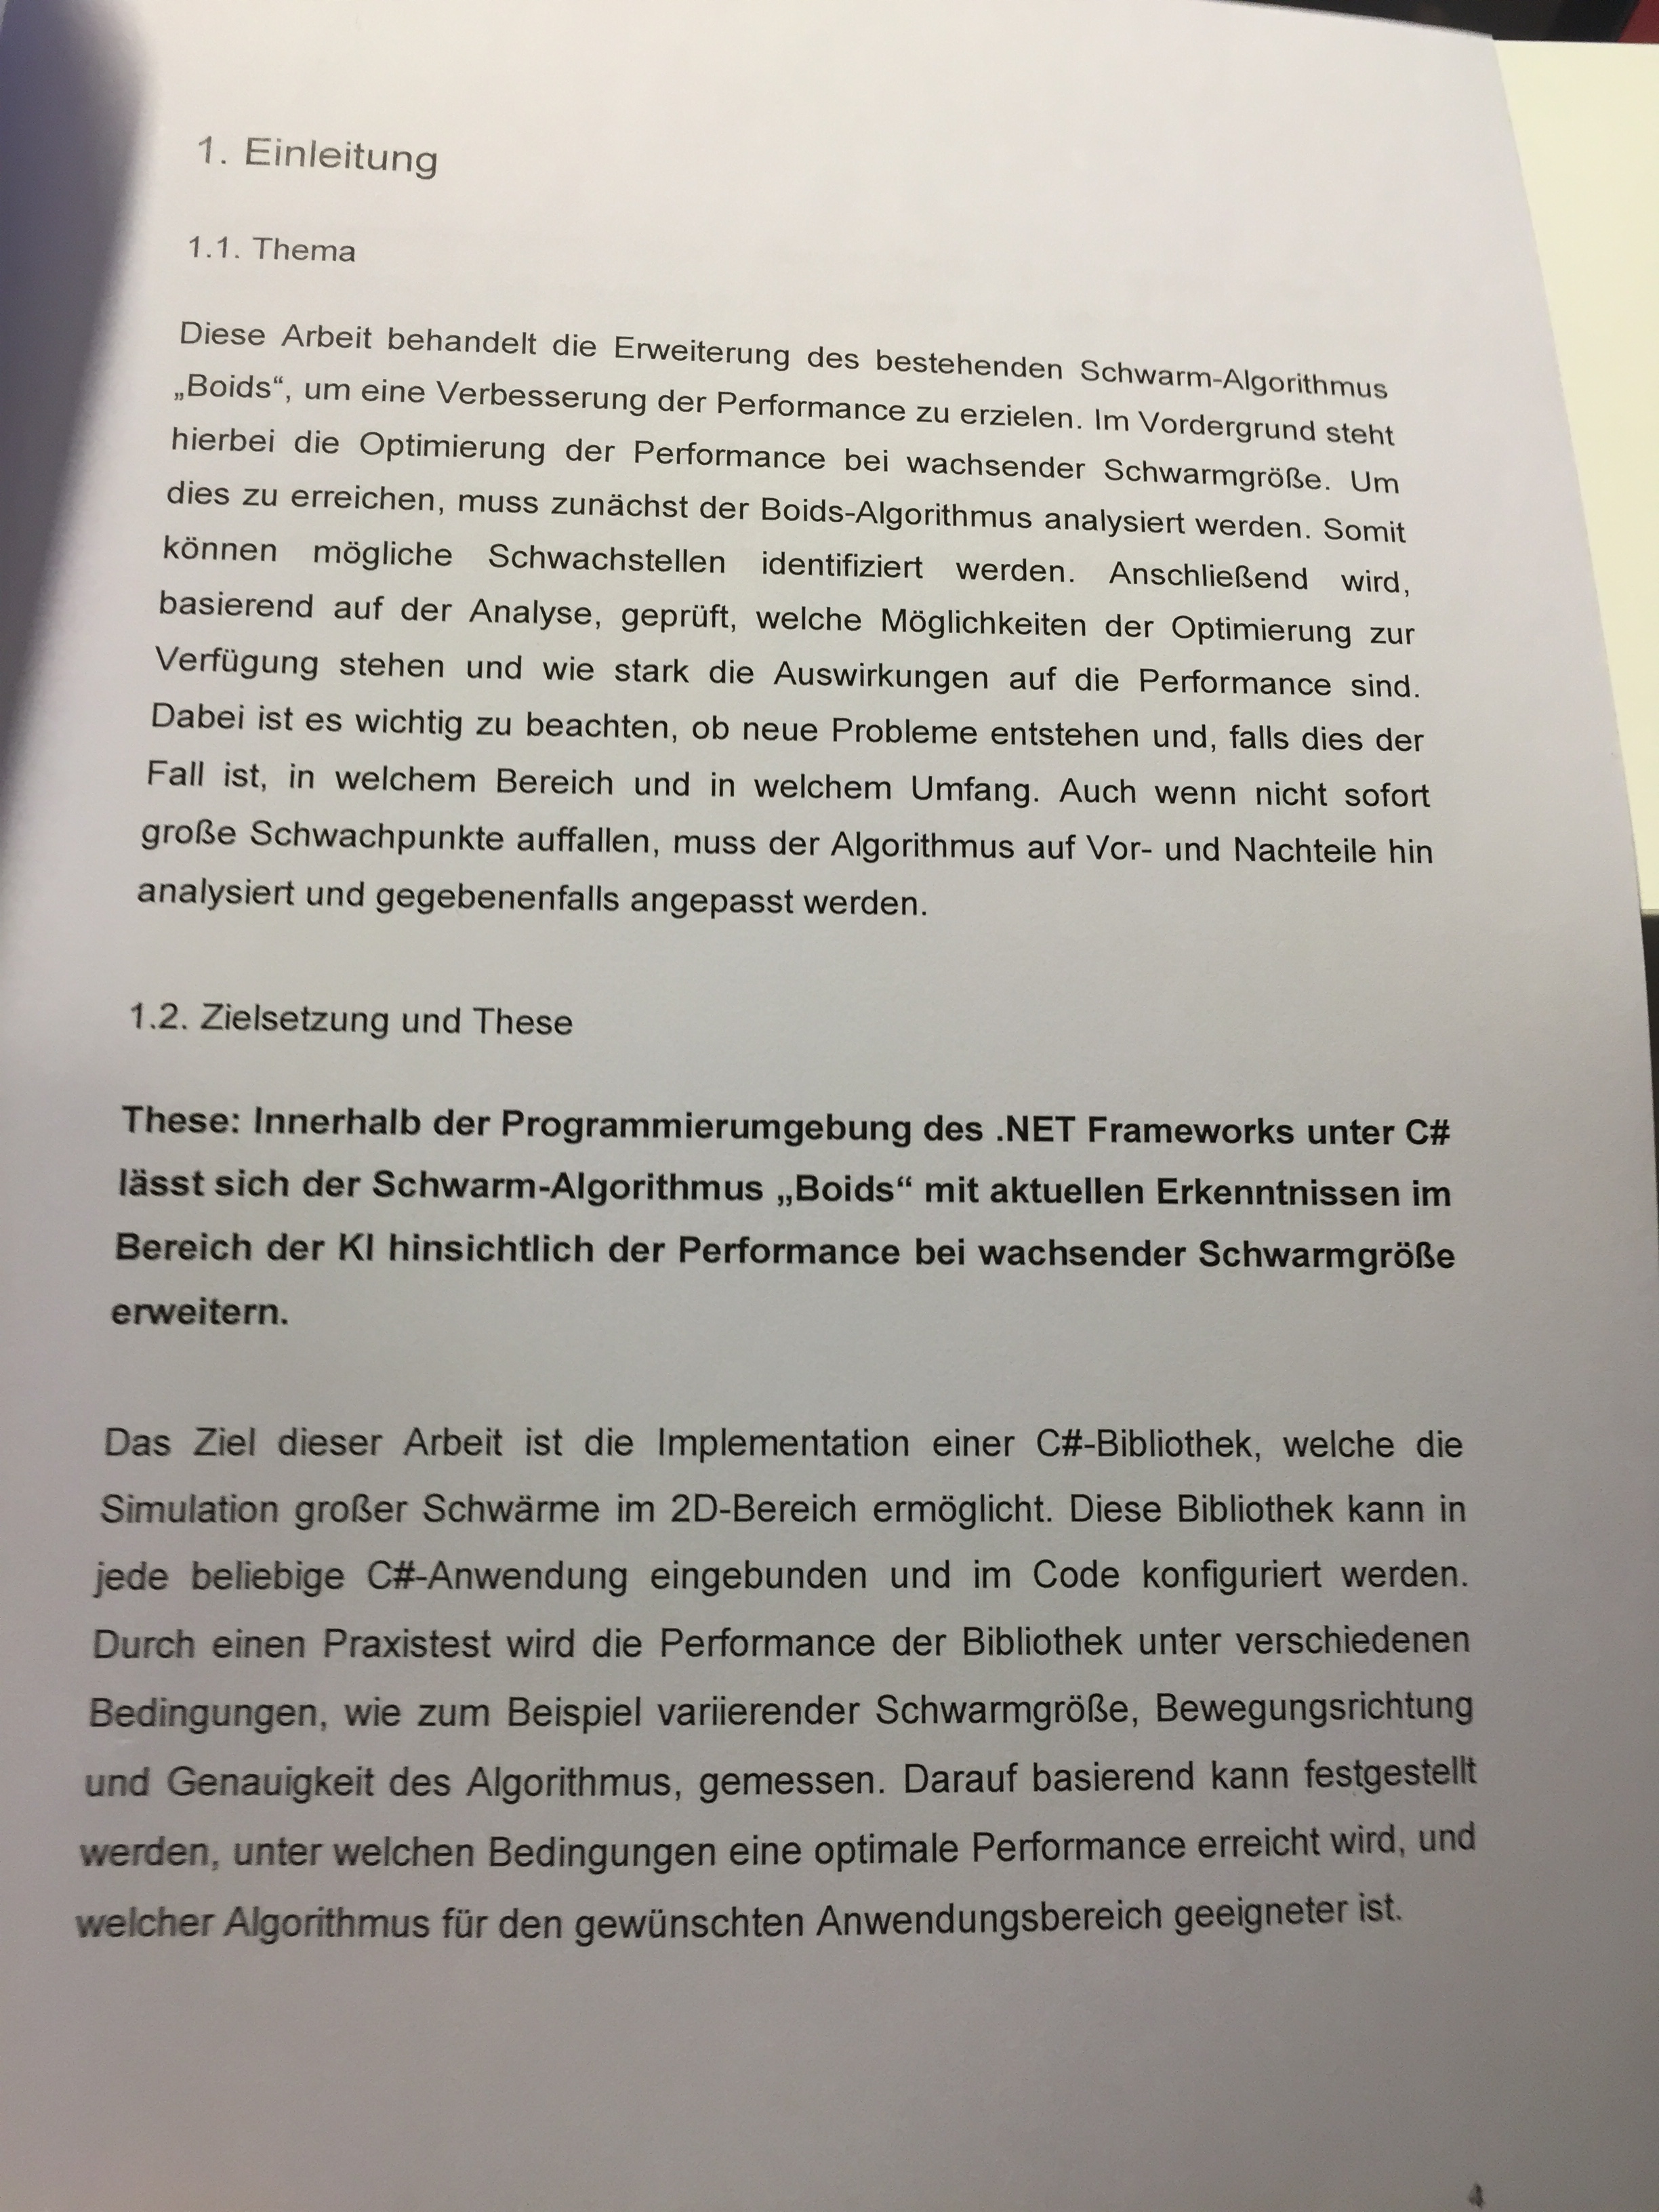 1. Einleitung
1.1. Thema
Diese Arbeit behandelt die Erweiterung des bestehenden Schwarm-Algorithmus
„Boids“, um eine Verbesserung der Performance zu erzielen. Im Vordergrund steht
hierbei die Optimierung der Performance bei wachsender Schwarmgröße. Um
dies zu erreichen, muss zunächst der Boids-Algorithmus analysiert werden. Somit
können mögliche Schwachstellen identifiziert werden. Anschließend wird,
basierend auf der Analyse, geprüft, welche Möglichkeiten der Optimierung zur
Verfügung stehen und wie stark die Auswirkungen auf die Performance sind.
Dabei ist es wichtig zu beachten, ob neue Probleme entstehen und, falls dies der
Fall ist, in welchem Bereich und in welchem Umfang. Auch wenn nicht sofort
große Schwachpunkte auffallen, muss der Algorithmus auf Vor- und Nachteile hin
analysiert und gegebenenfalls angepasst werden.
1.2. Zielsetzung und These
These: Innerhalb der Programmierumgebung des .NET Frameworks unter C#
lässt sich der Schwarm-Algorithmus „Boids“ mit aktuellen Erkenntnissen im
Bereich der KI hinsichtlich der Performance bei wachsender Schwarmgröße
erweitern.
Das Ziel dieser Arbeit ist die Implementation einer C#-Bibliothek, welche die
Simulation großer Schwärme im 2D-Bereich ermöglicht. Diese Bibliothek kann in
jede beliebige C#-Anwendung eingebunden und im Code konfiguriert werden.
Durch einen Praxistest wird die Performance der Bibliothek unter verschiedenen
Bedingungen, wie zum Beispiel variierender Schwarmgröße, Bewegungsrichtung
und Genauigkeit des Algorithmus, gemessen. Darauf basierend kann festgestellt
werden, unter welchen Bedingungen eine optimale Performance erreicht wird, und
welcher Algorithmus für den gewünschten Anwendungsbereich geeigneter ist.
4